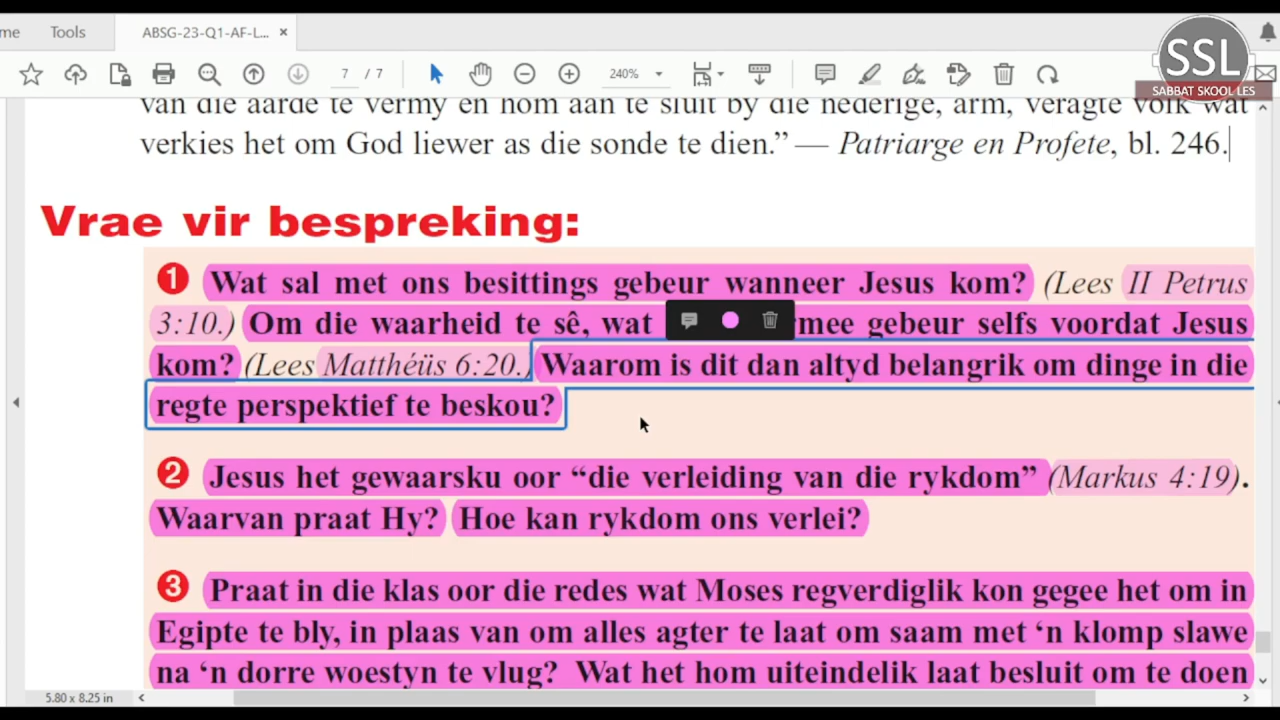 me Tools ABSG-23-Q1-AF-L... ×
SSL
SABBAT SKOOL LES
7 / 7 240%
van die aarde te vermy en hom aan te sluit by die nederige, arm, veragte volk wat
verkies het om God liewer as die sonde te dien.” — Patriarge en Profete, bl. 246.
Vrae vir bespreking:
1 Wat sal met ons besittings gebeur wanneer Jesus kom? (Lees II Petrus
3:10.) Om die waarheid te sê, wat mee gebeur selfs voordat Jesus
kom? (Lees Matthéüs 6:20.) Waarom is dit dan altyd belangrik om dinge in die
regte perspektief te beskou?
2 Jesus het gewaarsku oor “die verleiding van die rykdom” (Markus 4:19).
Waarvan praat Hy? Hoe kan rykdom ons verlei?
3 Praat in die klas oor die redes wat Moses regverdiglik kon gegee het om in
Egipte te bly, in plaas van om alles agter te laat om saam met ‘n klomp slawe
na ‘n dorre woestyn te vlug? Wat het hom uiteindelik laat besluit om te doen
5.80 x 8.25 in